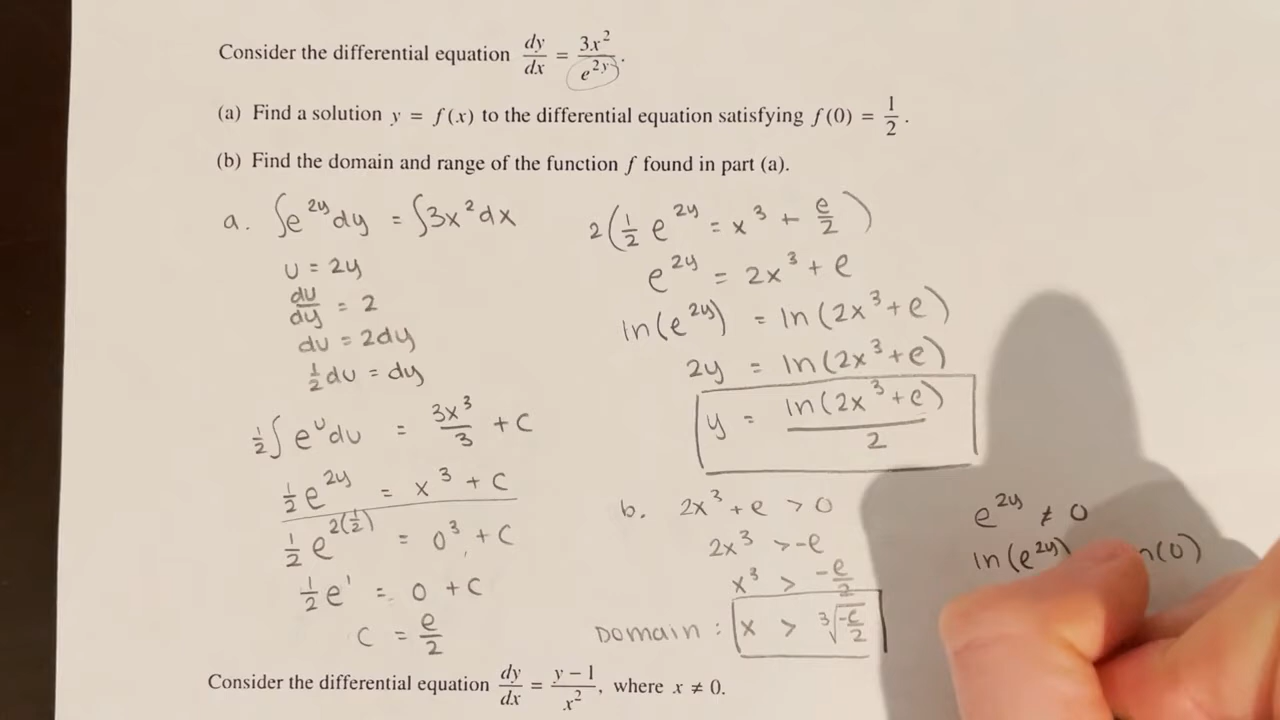 Consider the differential equation dy/dx = 3x²/e^(2y).
(a) Find a solution y = f(x) to the differential equation satisfying f(0) = 1/2.
(b) Find the domain and range of the function f found in part (a).
a. ∫e^(2y) dy = ∫3x² dx
u = 2y
du/dy = 2
du = 2dy
½du = dy
½∫e^u du = 3x³/3 + C
½e^(2y) = x³ + C
½e^(2(½)) = 0³ + C
½e¹ = 0 + C
C = e/2
2(½e^(2y) = x³ + e/2)
e^(2y) = 2x³ + e
ln(e^(2y)) = ln(2x³+e)
2y = ln(2x³+e)
y = ln(2x³+e)/2
b. 2x³ + e > 0
2x³ > -e
x³ > -e/2
Domain: x > ∛(-e/2)
e^(2y) ≠ 0
ln(e^(2y)) n(0)
Consider the differential equation dy/dx = (y − 1)/x², where x ≠ 0.